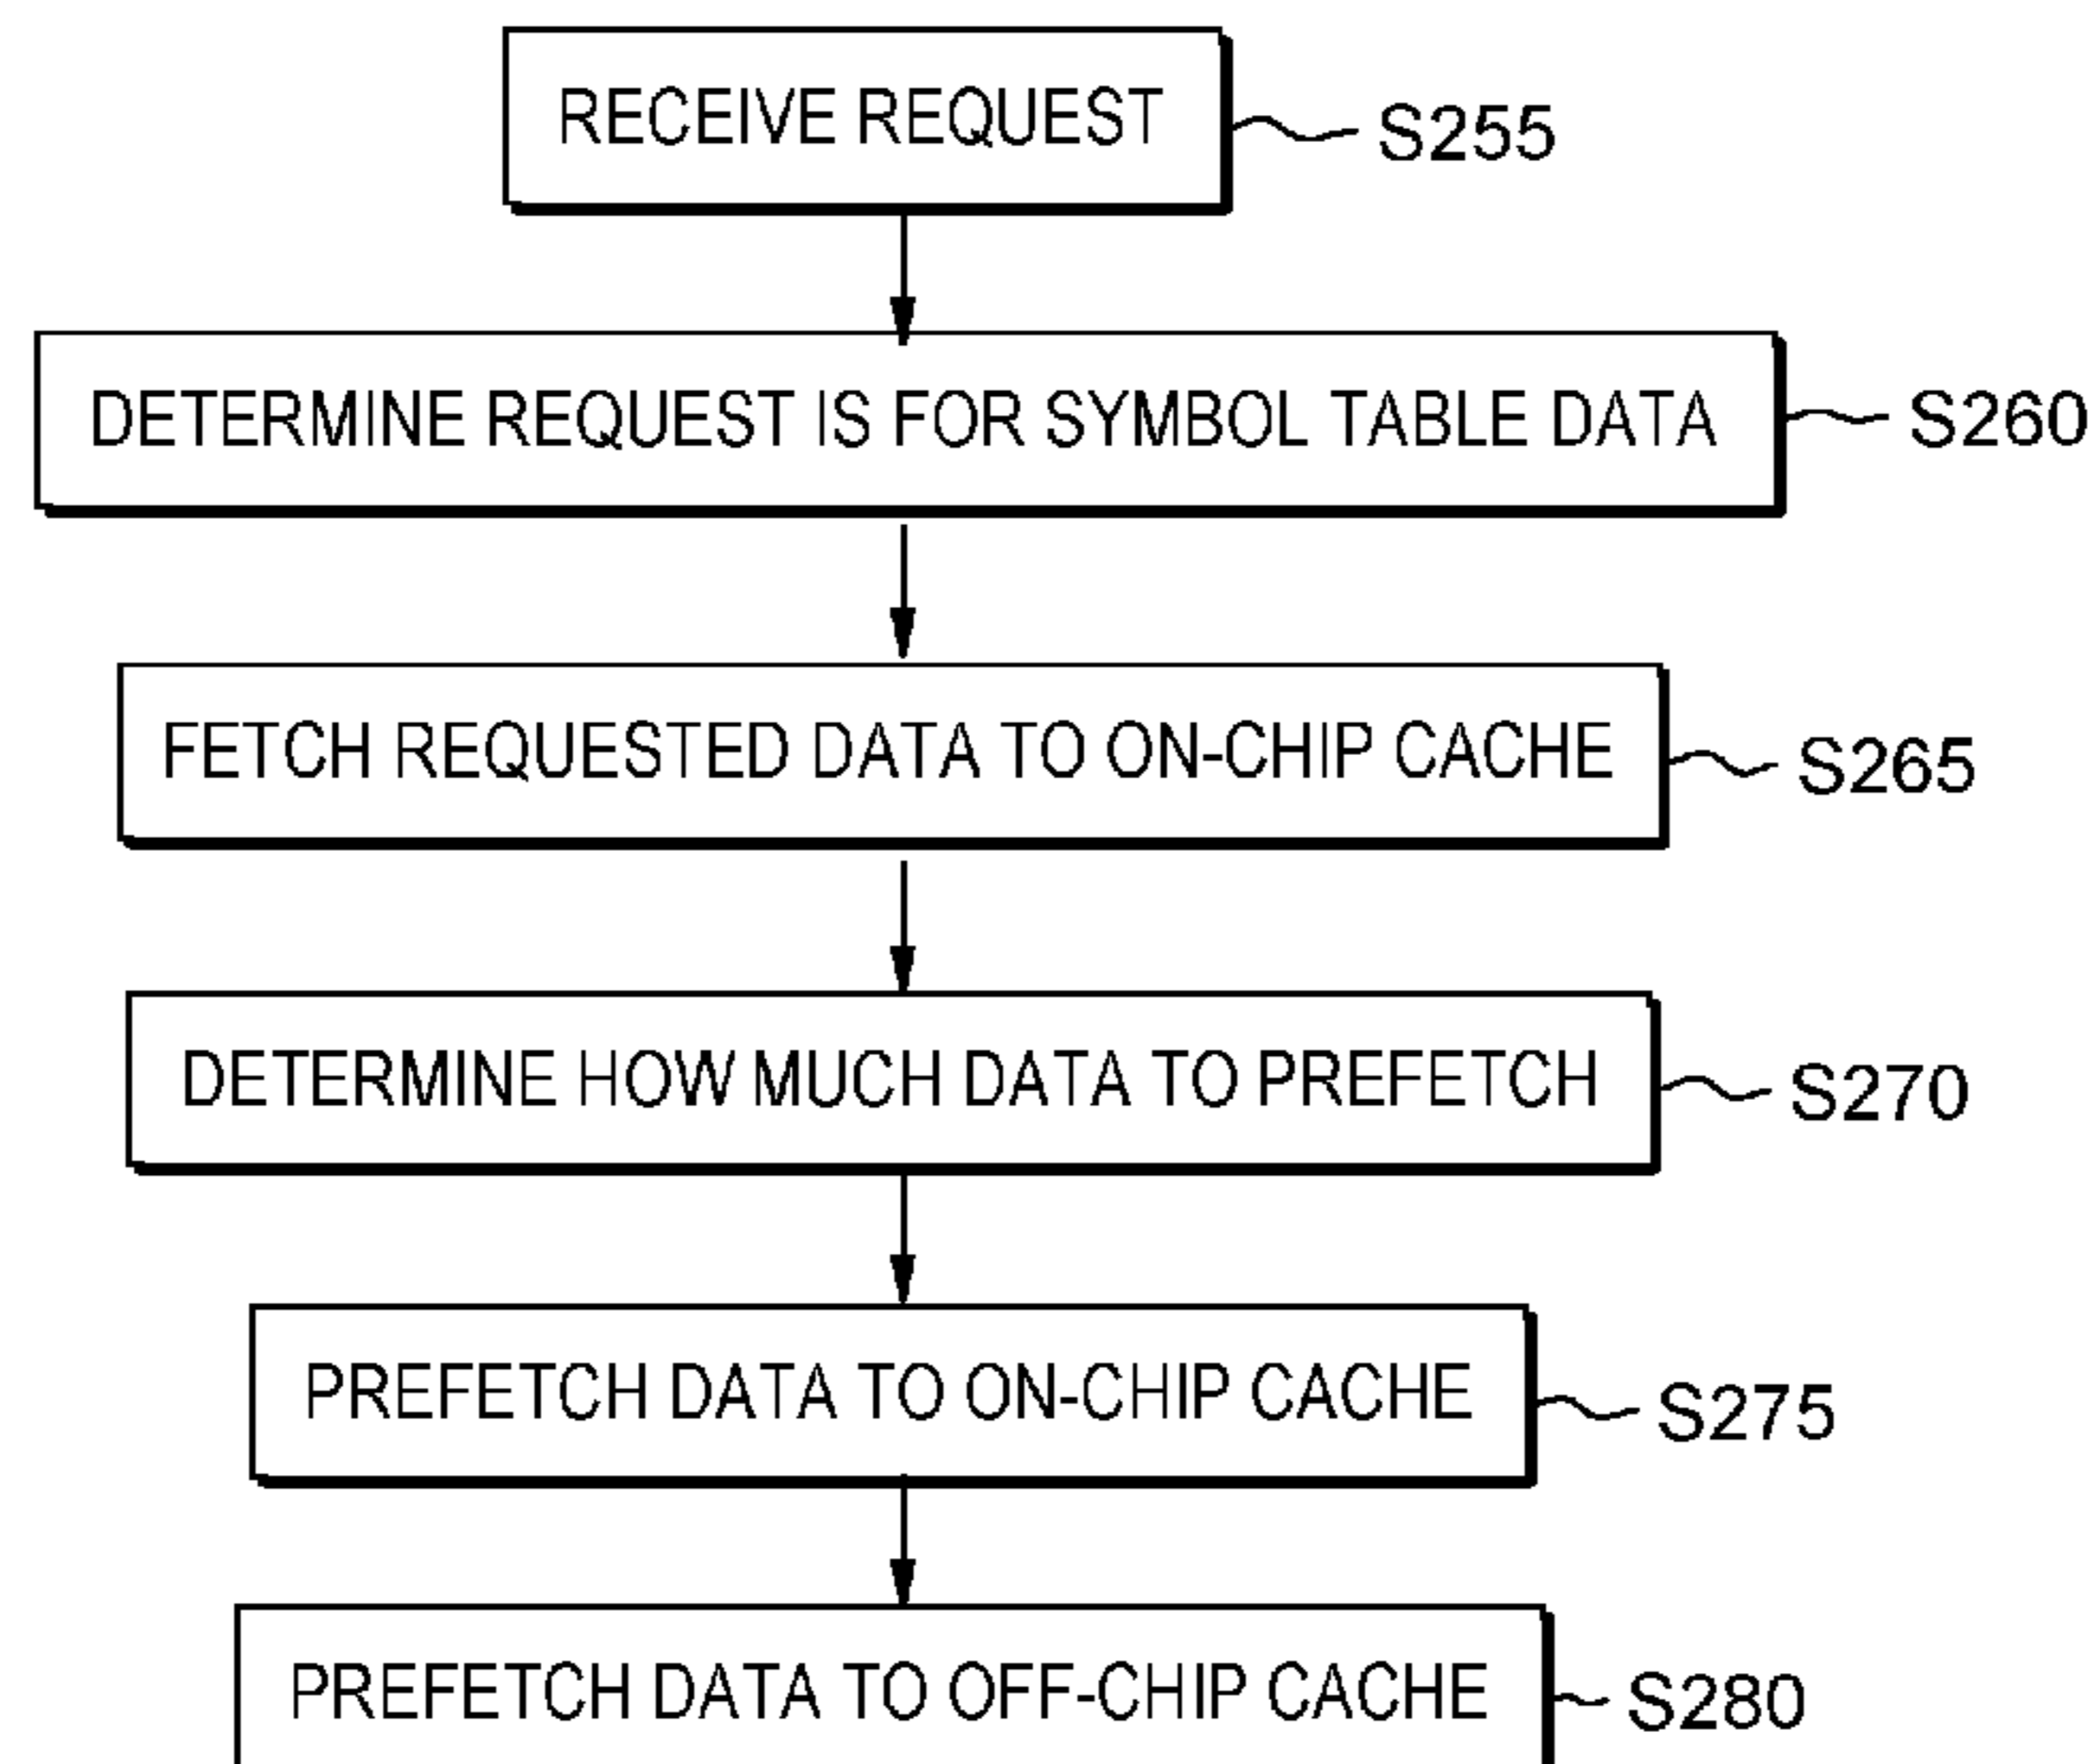 RECEIVE REQUEST
S255
DETERMINE REQUEST IS FOR SYMBOL TABLE DATA
S260
FETCH REQUESTED DATA TO ON-CHIP CACHE
S265
DETERMINE HOW MUCH DATA TO PREFETCH
S270
PREFETCH DATA TO ON-CHIP CACHE
S275
PREFETCH DATA TO OFF-CHIP CACHE
S280